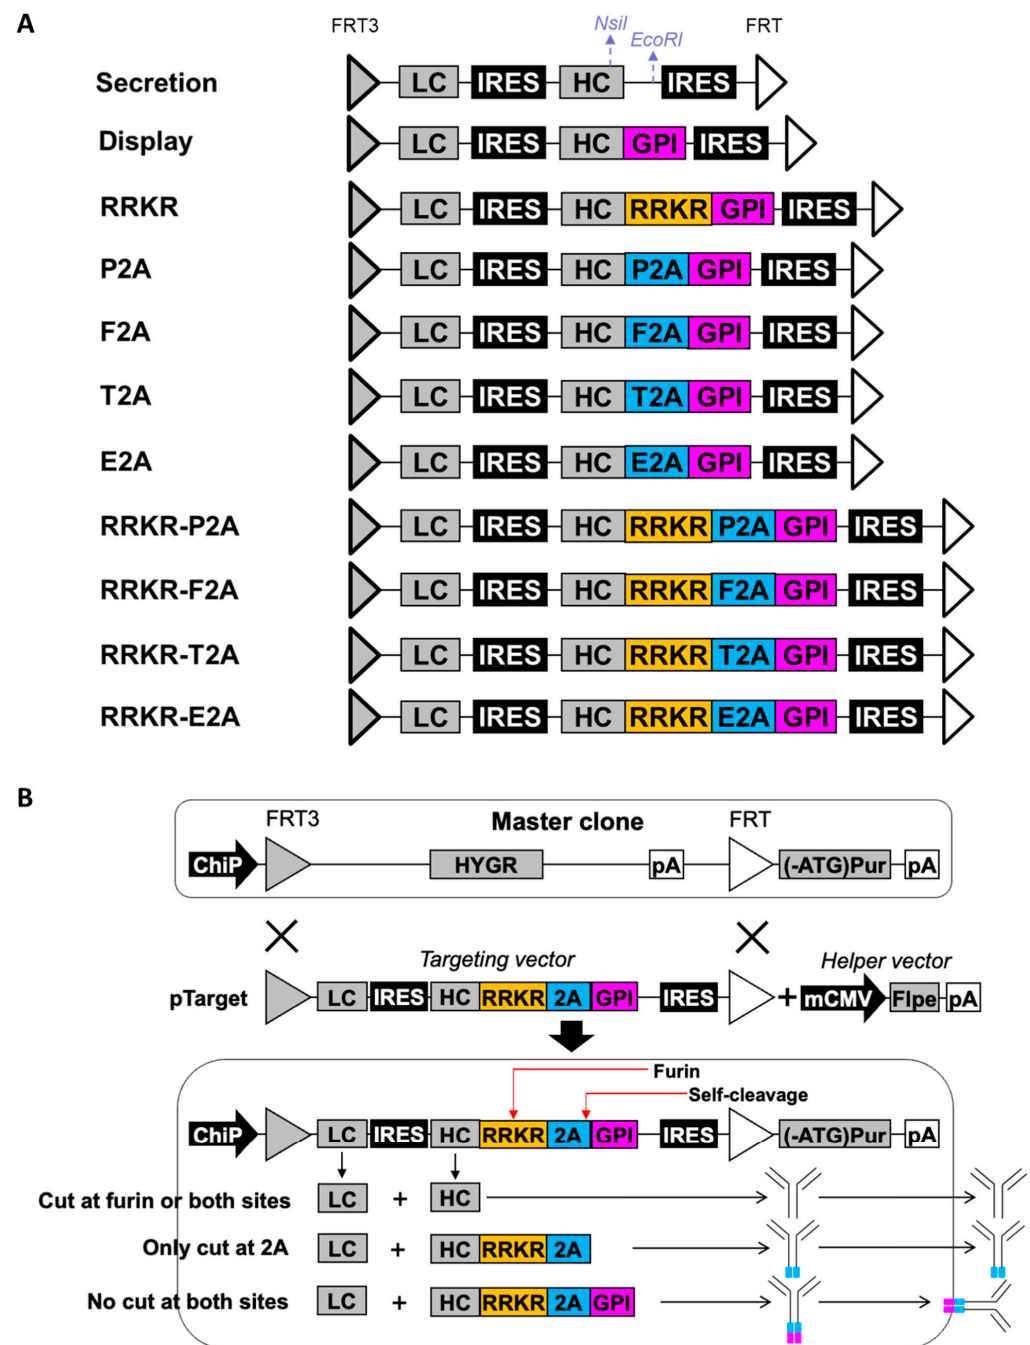 A
FRT3 NsiI EcoRI FRT
Secretion LC IRES HC IRES
Display LC IRES HC GPI IRES
RRKR LC IRES HC RRKR GPI IRES
P2A LC IRES HC P2A GPI IRES
F2A LC IRES HC F2A GPI IRES
T2A LC IRES HC T2A GPI IRES
E2A LC IRES HC E2A GPI IRES
RRKR-P2A LC IRES HC RRKR P2A GPI IRES
RRKR-F2A LC IRES HC RRKR F2A GPI IRES
RRKR-T2A LC IRES HC RRKR T2A GPI IRES
RRKR-E2A LC IRES HC RRKR E2A GPI IRES
B
FRT3 Master clone FRT
ChiP HYGR pA (-ATG)Pur pA
Targeting vector Helper vector
pTarget LC IRES HC RRKR 2A GPI IRES + mCMV Flpe pA
Furin
Self-cleavage
ChiP LC IRES HC RRKR 2A GPI IRES (-ATG)Pur pA
Cut at furin or both sites LC + HC
Only cut at 2A LC + HC RRKR 2A
No cut at both sites LC + HC RRKR 2A GPI